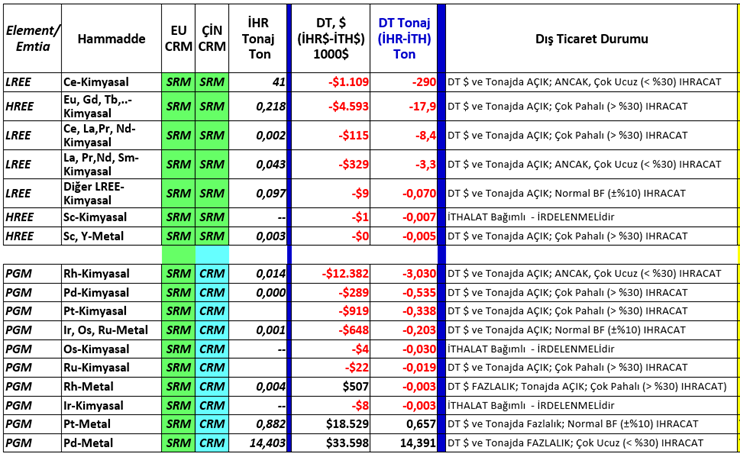 Element/Emtia | Hammadde | EU CRM | ÇİN CRM | İHR Tonaj Ton | DT, $ (İHR$-İTH$) 1000$ | DT Tonaj (İHR-İTH) Ton | Dış Ticaret Durumu
LREE | Ce-Kimyasal | SRM | SRM | 41 | -$1.109 | -290 | DT $ ve Tonajda AÇIK; ANCAK, Çok Ucuz (< %30) IHRACAT
HREE | Eu, Gd, Tb,..-Kimyasal | SRM | SRM | 0,218 | -$4.593 | -17,9 | DT $ ve Tonajda AÇIK; Çok Pahalı (> %30) IHRACAT
LREE | Ce, La,Pr, Nd-Kimyasal | SRM | SRM | 0,002 | -$115 | -8,4 | DT $ ve Tonajda AÇIK; Çok Pahalı (> %30) IHRACAT
LREE | La, Pr,Nd, Sm-Kimyasal | SRM | SRM | 0,043 | -$329 | -3,3 | DT $ ve Tonajda AÇIK; ANCAK, Çok Ucuz (< %30) IHRACAT
LREE | Diğer LREE-Kimyasal | SRM | SRM | 0,097 | -$9 | -0,070 | DT $ ve Tonajda AÇIK; Normal BF (±%10) IHRACAT
HREE | Sc-Kimyasal | SRM | SRM | -- | -$1 | -0,007 | İTHALAT Bağımlı - İRDELENMELİdir
HREE | Sc, Y-Metal | SRM | SRM | 0,003 | -$0 | -0,005 | DT $ ve Tonajda AÇIK; Çok Pahalı (> %30) IHRACAT
PGM | Rh-Kimyasal | SRM | CRM | 0,014 | -$12.382 | -3,030 | DT $ ve Tonajda AÇIK; ANCAK, Çok Ucuz (< %30) IHRACAT
PGM | Pd-Kimyasal | SRM | CRM | 0,000 | -$289 | -0,535 | DT $ ve Tonajda AÇIK; Çok Pahalı (> %30) IHRACAT
PGM | Pt-Kimyasal | SRM | CRM | | -$919 | -0,338 | DT $ ve Tonajda AÇIK; Çok Pahalı (> %30) IHRACAT
PGM | Ir, Os, Ru-Metal | SRM | CRM | 0,001 | -$648 | -0,203 | DT $ ve Tonajda AÇIK; Normal BF (±%10) IHRACAT
PGM | Os-Kimyasal | SRM | CRM | -- | -$4 | -0,030 | İTHALAT Bağımlı - İRDELENMELİdir
PGM | Ru-Kimyasal | SRM | CRM | | -$22 | -0,019 | DT $ ve Tonajda AÇIK; Çok Pahalı (> %30) IHRACAT
PGM | Rh-Metal | SRM | CRM | 0,004 | $507 | -0,003 | DT $ FAZLALIK; Tonajda AÇIK; Çok Pahalı (> %30) IHRACAT)
PGM | Ir-Kimyasal | SRM | CRM | -- | -$8 | -0,003 | İTHALAT Bağımlı - İRDELENMELİdir
PGM | Pt-Metal | SRM | CRM | 0,882 | $18.529 | 0,657 | DT $ ve Tonajda Fazlalık; Normal BF (±%10) IHRACAT
PGM | Pd-Metal | SRM | CRM | 14,403 | $33.598 | 14,391 | DT $ ve Tonajda FAZLALIK; Çok Ucuz (< %30) IHRACAT